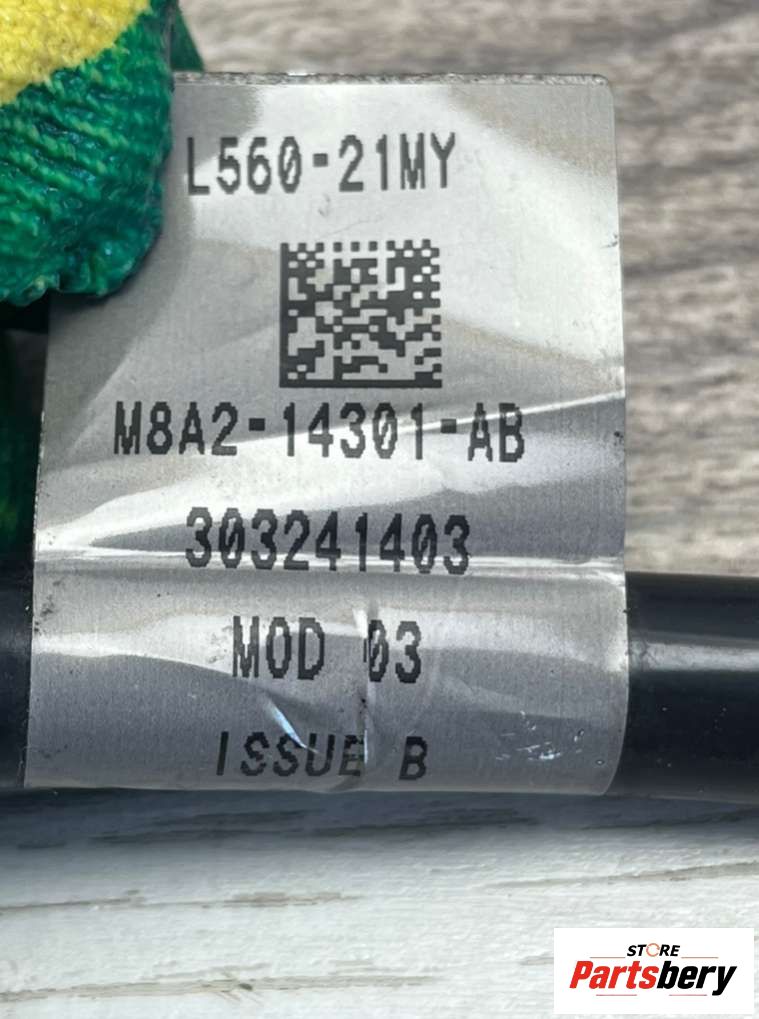 L560-21MY
M8A2-14301-AB
303241403
MOD 03
ISSUE B
STORE
Partsbery